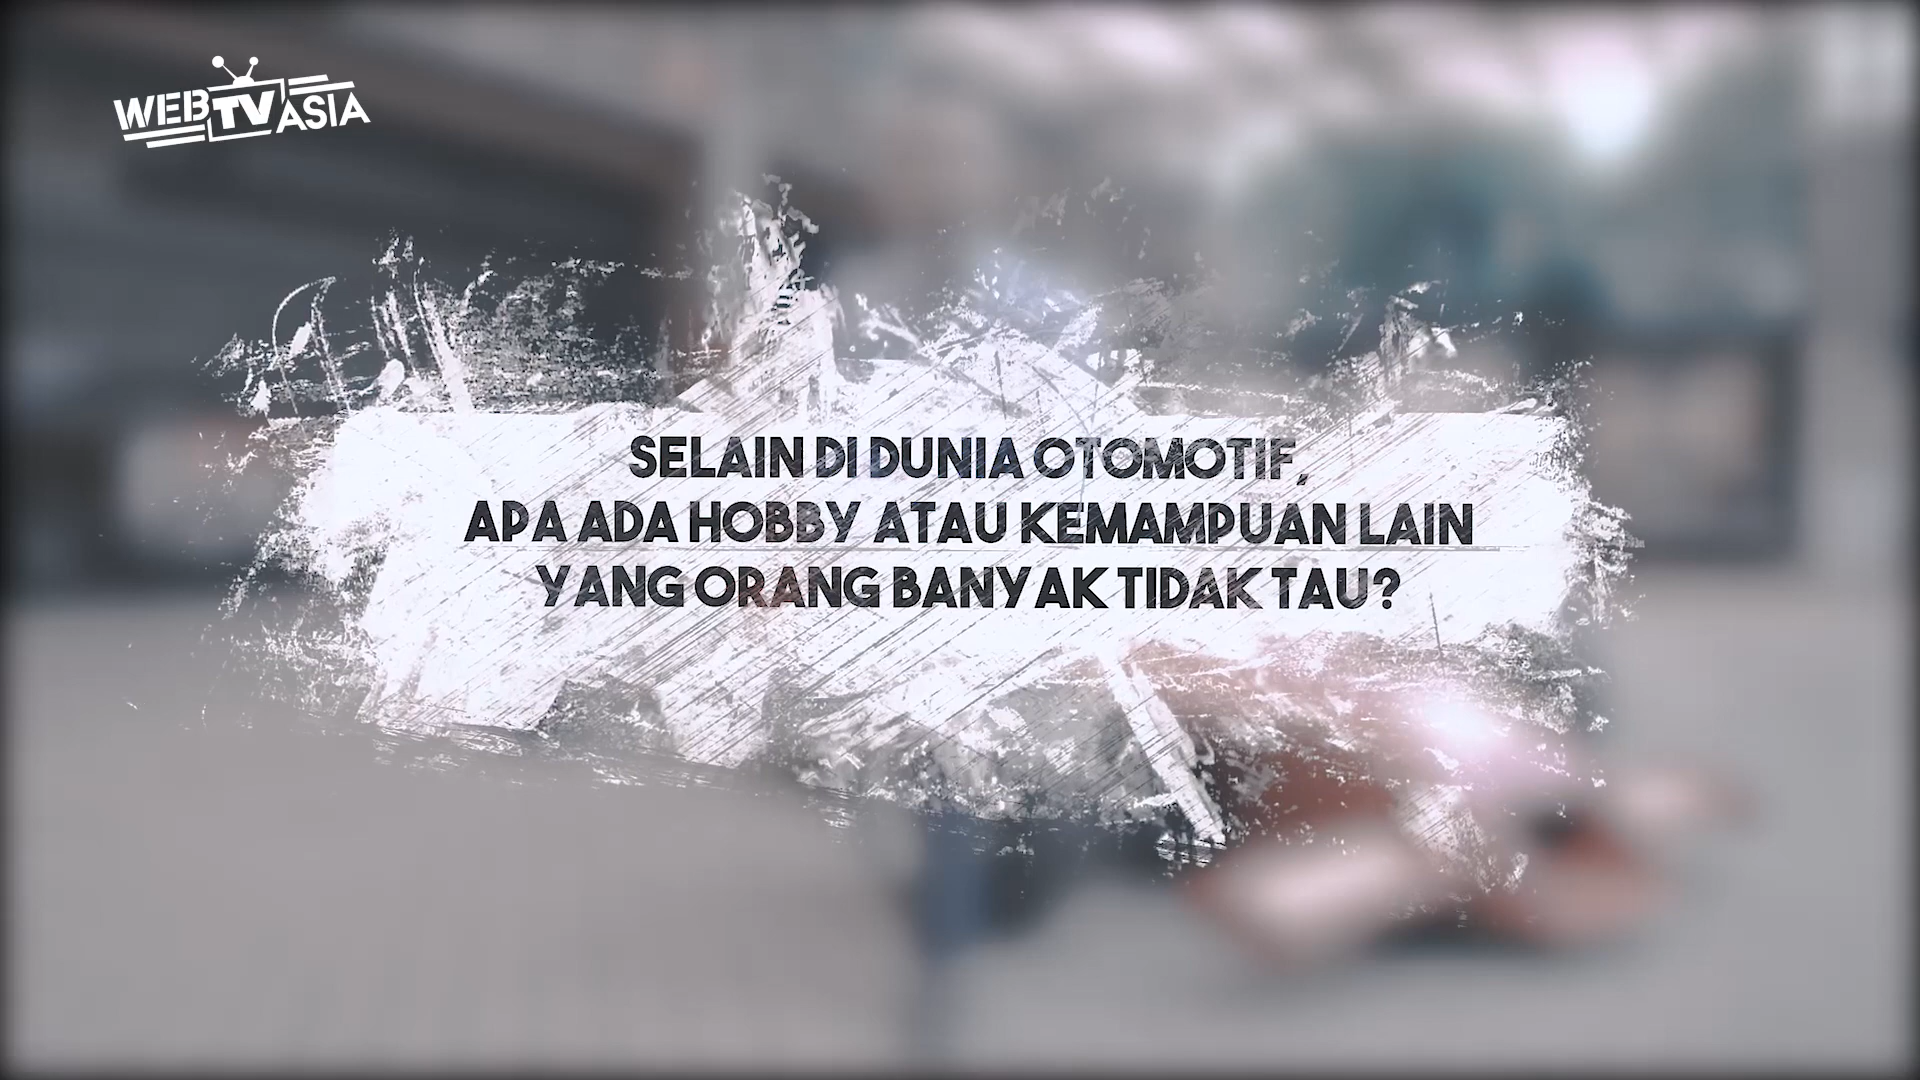 WEBTVASIA
SELAIN DI DUNIA OTOMOTIF,
APA ADA HOBBY ATAU KEMAMPUAN LAIN
YANG ORANG BANYAK TIDAK TAU?